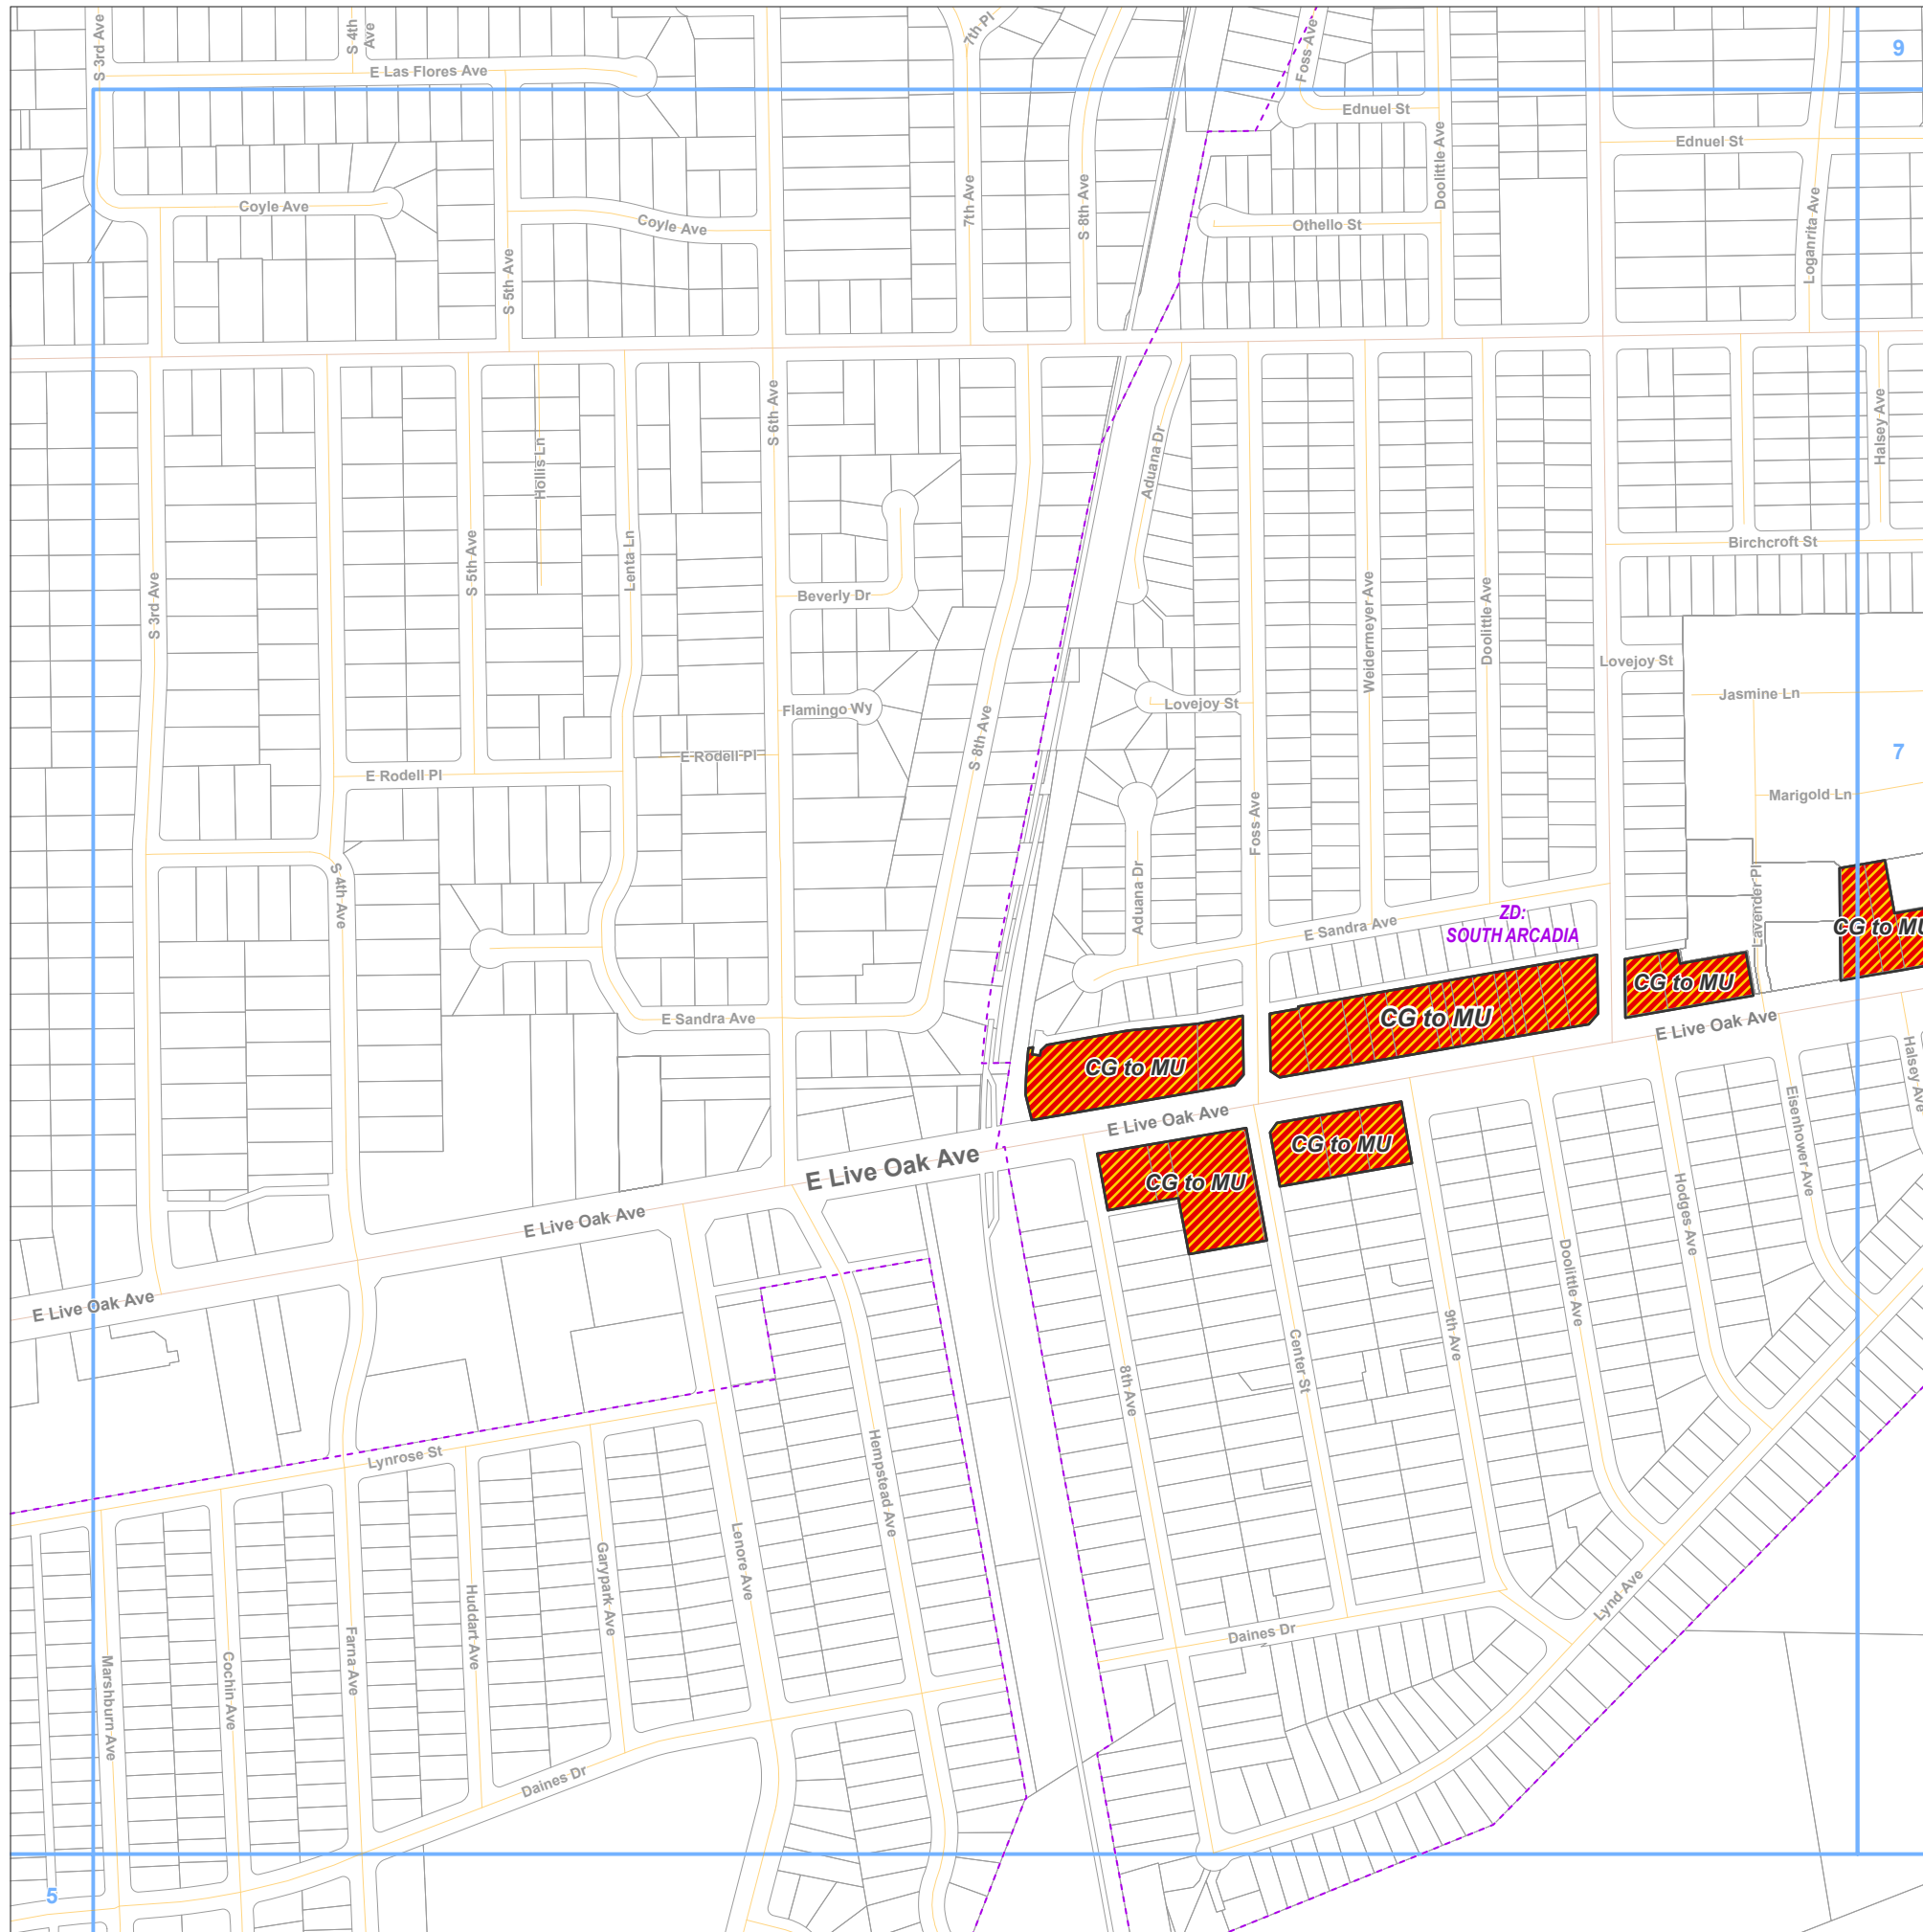 S 3rd Ave
S 4th
Ave
E Las Flores Ave
7th Pl
Foss Ave
9
Ednuel St
Doolittle Ave
Ednuel St
Coyle Ave
Coyle Ave
7th Ave
S 8th Ave
Othello St
Loganrita Ave
S 5th Ave
S 6th Ave
Halsey Ave
Hollis Ln
Aduana Dr
Birchcroft St
S 3rd Ave
S 5th Ave
Lenta Ln
Beverly Dr
Weidermeyer Ave
Doolittle Ave
Lovejoy St
Jasmine Ln
Flamingo Wy
Lovejoy St
S 8th Ave
E Rodell Pl
E Rodell Pl
7
Marigold Ln
Foss Ave
S 4th Ave
Aduana Dr
Lavender Pl
ZD:
SOUTH ARCADIA
E Sandra Ave
CG to MU
CG to MU
E Sandra Ave
CG to MU
E Live Oak Ave
CG to MU
Halsey Ave
E Live Oak Ave
CG to MU
CG to MU
E Live Oak Ave
E Live Oak Ave
Eisenhower Ave
Hodges Ave
E Live Oak Ave
Doolittle Ave
9th Ave
Center St
8th Ave
Lynrose St
Hempstead Ave
Lenore Ave
Garypark Ave
Huddart Ave
Farna Ave
Cochin Ave
Marshburn Ave
Lynd Ave
Daines Dr
Daines Dr
5